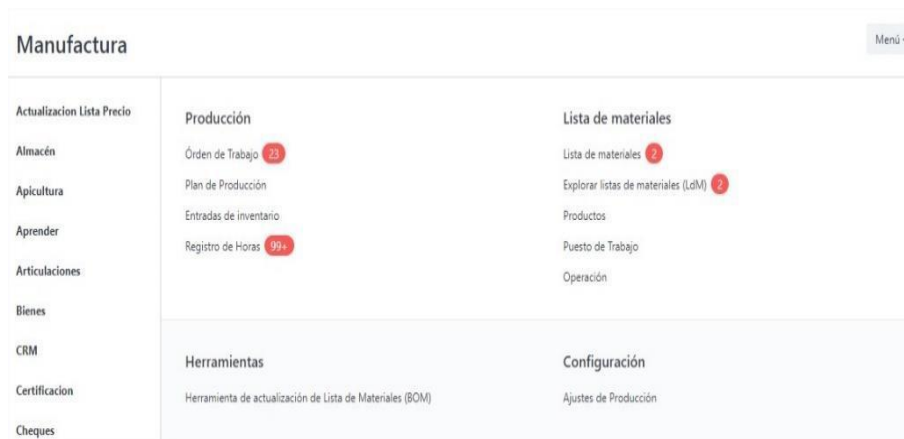 Manufactura
Menú
Actualizacion Lista Precio
Almacén
Apicultura
Aprender
Articulaciones
Bienes
CRM
Certificacion
Cheques
Producción
Órden de Trabajo 23
Plan de Producción
Entradas de inventario
Registro de Horas 99+
Lista de materiales
Lista de materiales 2
Explorar listas de materiales (LdM) 2
Productos
Puesto de Trabajo
Operación
Herramientas
Herramienta de actualización de Lista de Materiales (BOM)
Configuración
Ajustes de Producción